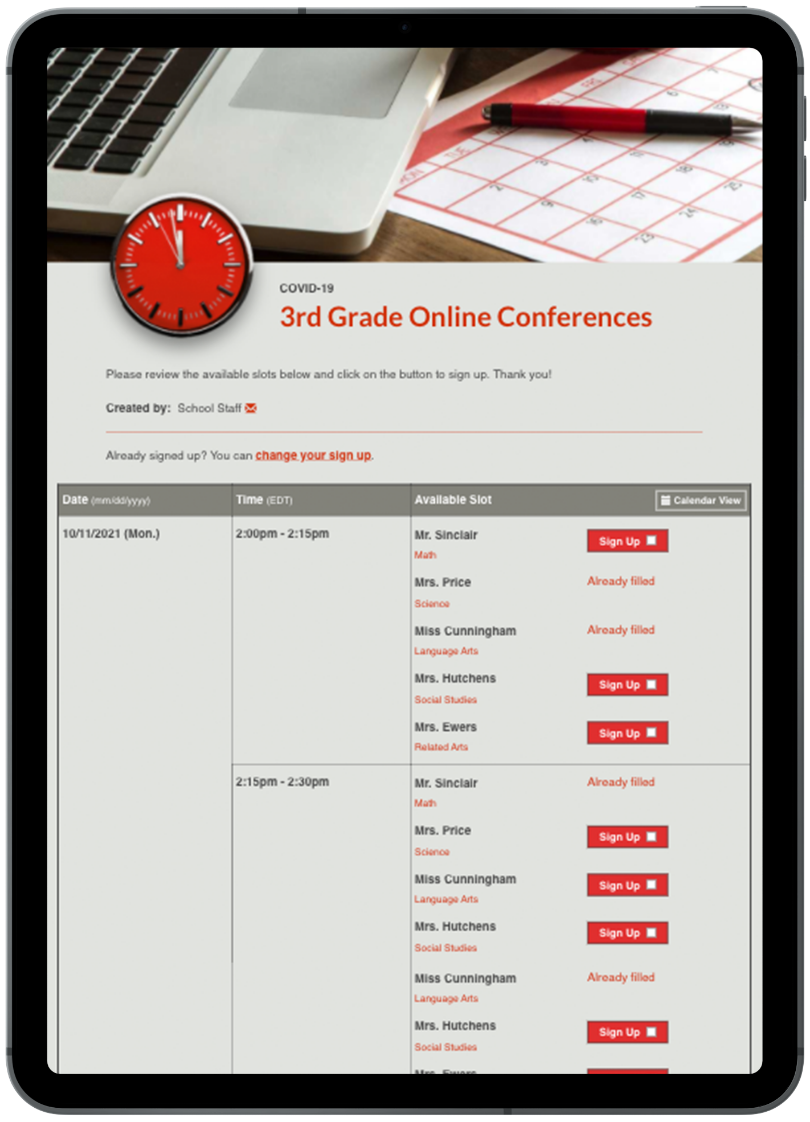 COVID-19
3rd Grade Online Conferences
Please review the available slots below and click on the button to sign up. Thank you!
Created by: School Staff
Already signed up? You can change your sign up.
Date (mm/dd/yyyy) Time (EDT) Available Slot Calendar View
10/11/2021 (Mon.) 2:00pm - 2:15pm Mr. Sinclair Sign Up
Math
Mrs. Price Already filled
Science
Miss Cunningham Already filled
Language Arts
Mrs. Hutchens Sign Up
Social Studies
Mrs. Ewers Sign Up
Related Arts
2:15pm - 2:30pm Mr. Sinclair Already filled
Math
Mrs. Price Sign Up
Science
Miss Cunningham Sign Up
Language Arts
Mrs. Hutchens Sign Up
Social Studies
Miss Cunningham Already filled
Language Arts
Mrs. Hutchens Sign Up
Social Studies
Mrs. Ewers